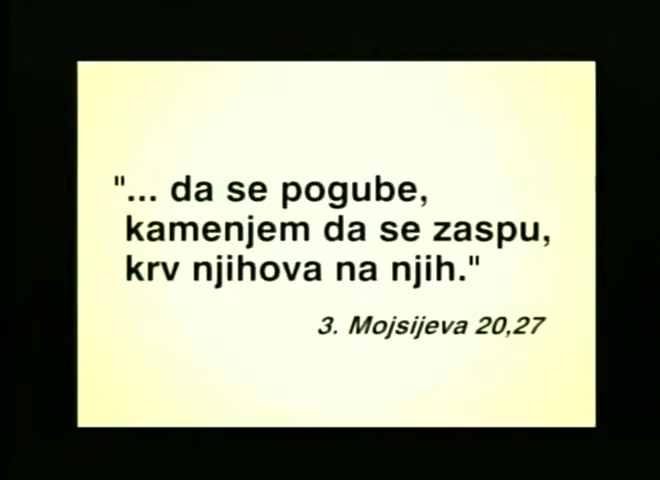 "... da se pogube,
kamenjem da se zaspu,
krv njihova na njih."
3. Mojsijeva 20,27